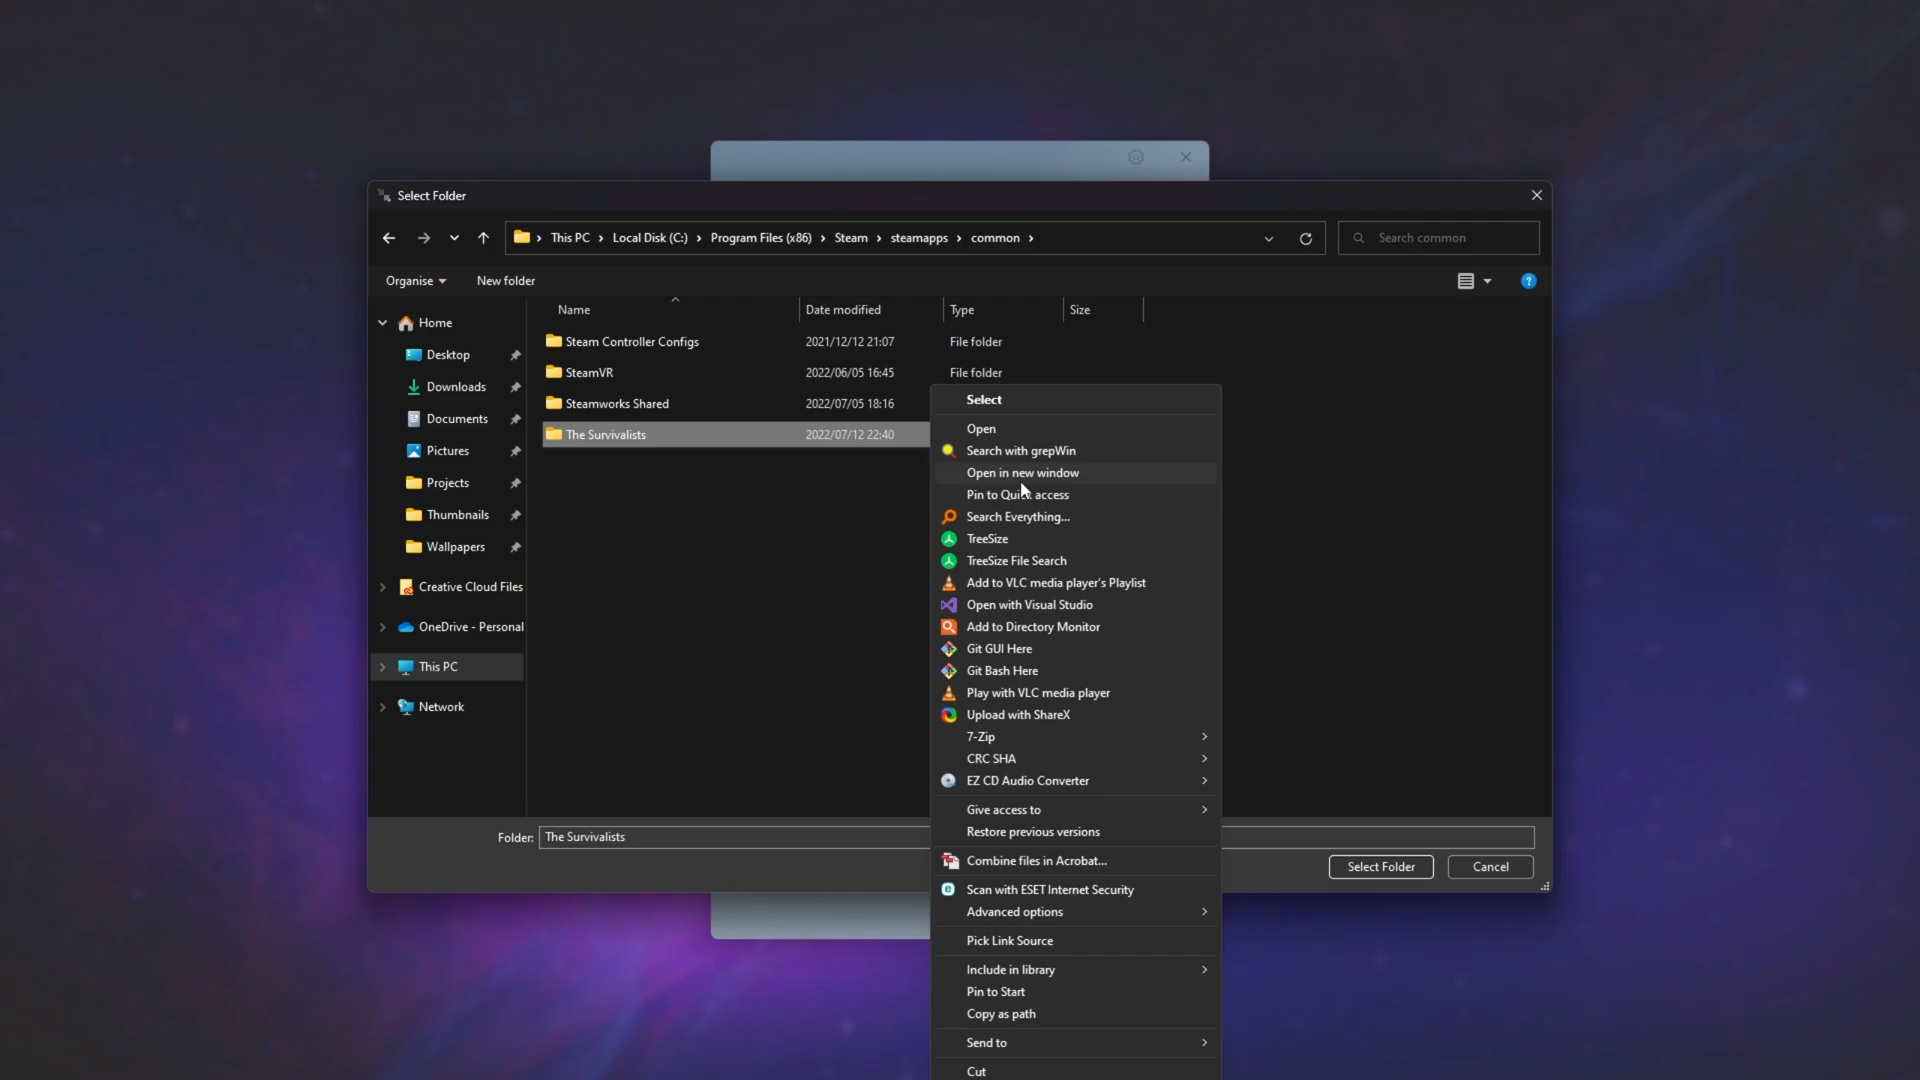 Select Folder
This PC > Local Disk (C:) > Program Files (x86) > Steam > steamapps > common >
Search common
Organise
New folder
Name
Date modified
Type
Size
Home
Desktop
Downloads
Documents
Pictures
Projects
Thumbnails
Wallpapers
Creative Cloud Files
OneDrive - Personal
This PC
Network
Steam Controller Configs 2021/12/12 21:07 File folder
SteamVR 2022/06/05 16:45 File folder
Steamworks Shared 2022/07/05 18:16
The Survivalists 2022/07/12 22:40
Select
Open
Search with grepWin
Open in new window
Pin to Quick access
Search Everything...
TreeSize
TreeSize File Search
Add to VLC media player's Playlist
Open with Visual Studio
Add to Directory Monitor
Git GUI Here
Git Bash Here
Play with VLC media player
Upload with ShareX
7-Zip
CRC SHA
EZ CD Audio Converter
Give access to
Restore previous versions
Combine files in Acrobat...
Scan with ESET Internet Security
Advanced options
Pick Link Source
Include in library
Pin to Start
Copy as path
Send to
Cut
Folder: The Survivalists
Select Folder
Cancel